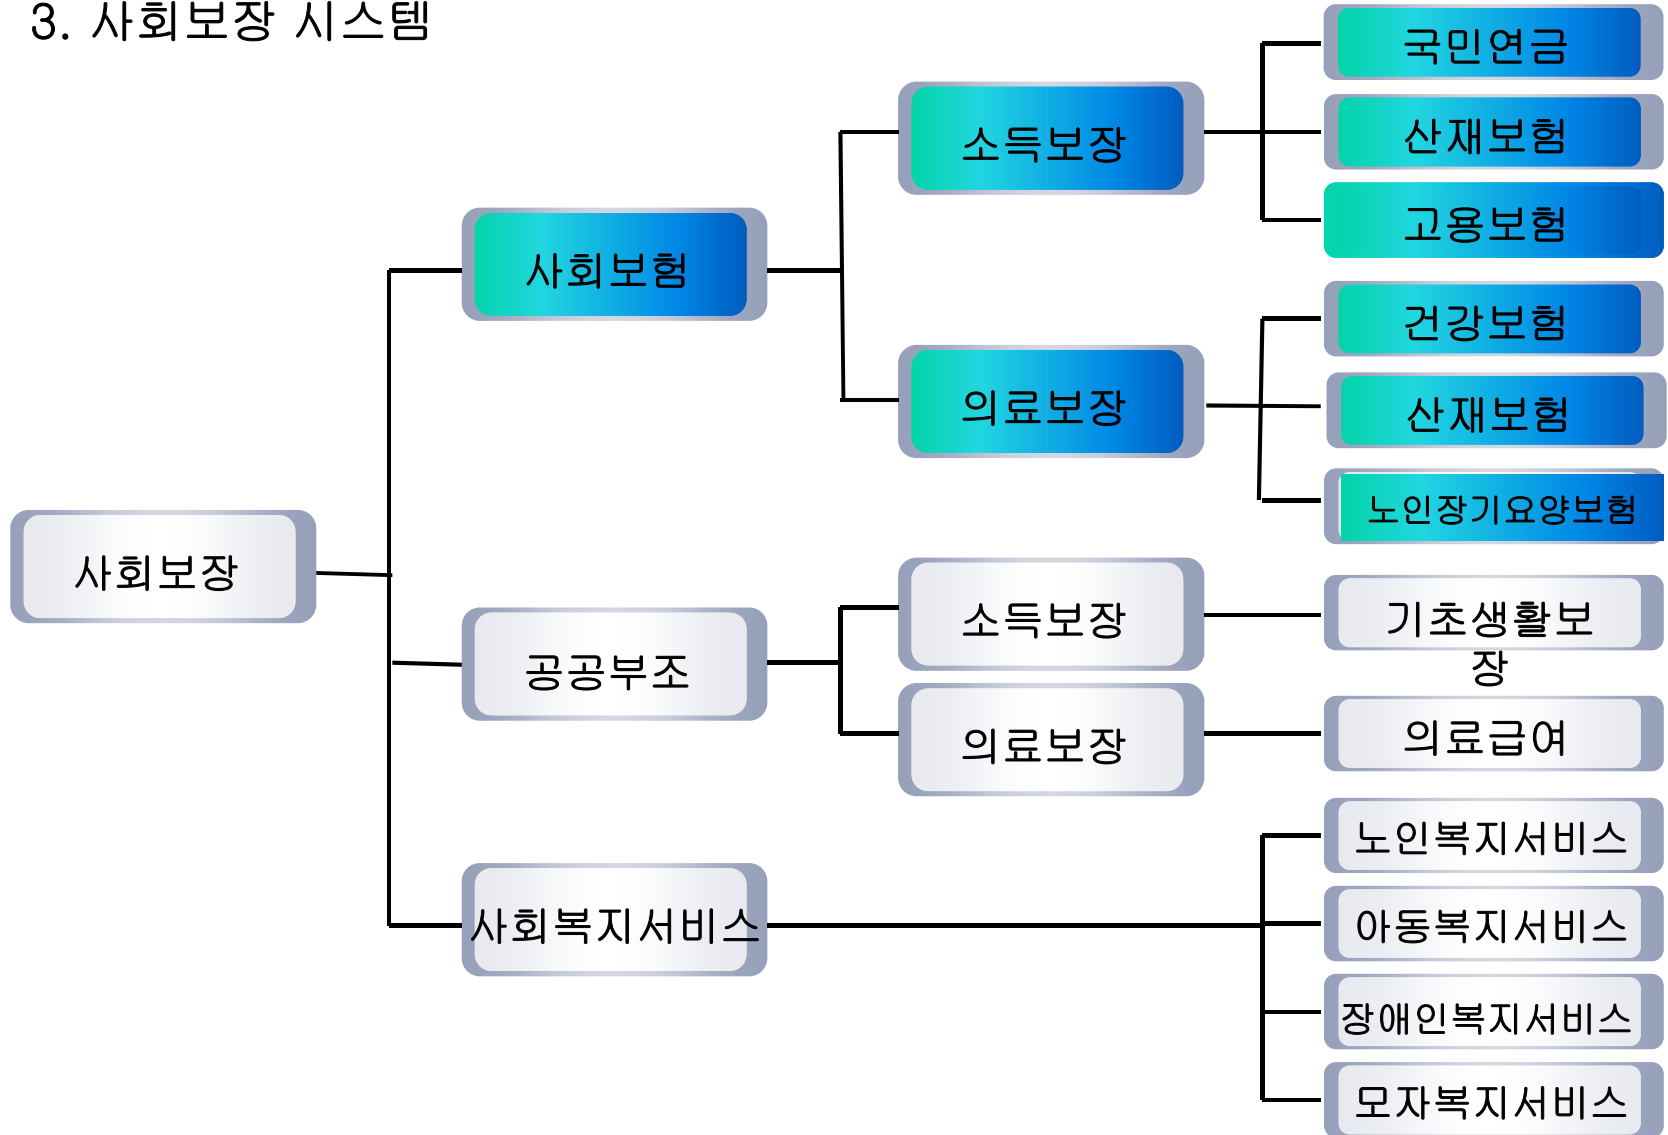 3. 사회보장 시스템
국민연금
산재보험
고용보험
소득보장
사회보험
건강보험
산재보험
노인장기요양보험
의료보장
사회보장
소득보장
기초생활보
장
공공부조
의료보장
의료급여
사회복지서비스
노인복지서비스
아동복지서비스
장애인복지서비스
모자복지서비스